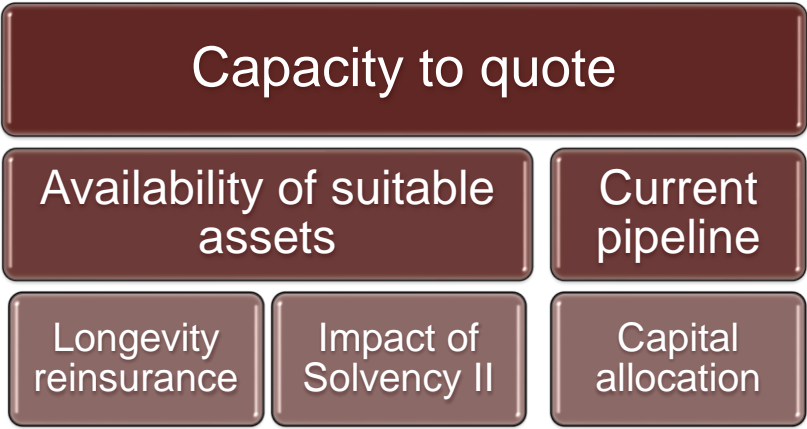 Capacity to quote
Availability of suitable
assets
Current
pipeline
Longevity
reinsurance
Impact of
Solvency II
Capital
allocation